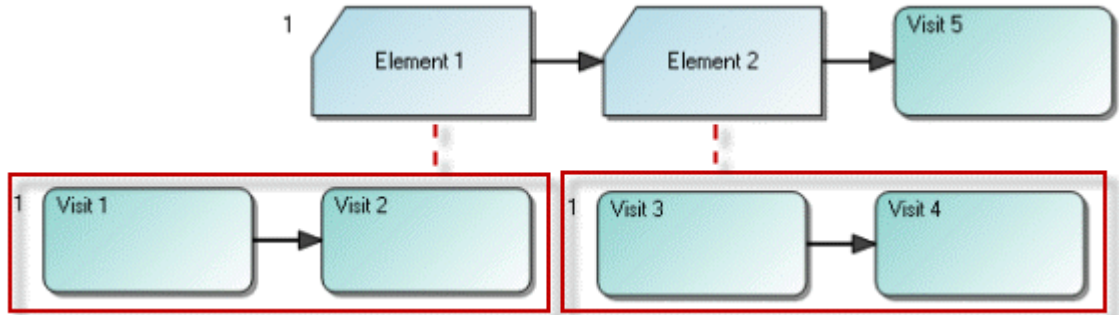 1
Element 1
Element 2
Visit 5
1
Visit 1
Visit 2
1
Visit 3
Visit 4